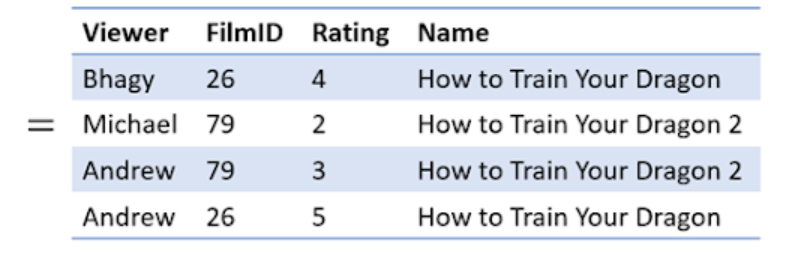 Viewer FilmID Rating Name
Bhagy 26 4 How to Train Your Dragon
= Michael 79 2 How to Train Your Dragon 2
Andrew 79 3 How to Train Your Dragon 2
Andrew 26 5 How to Train Your Dragon